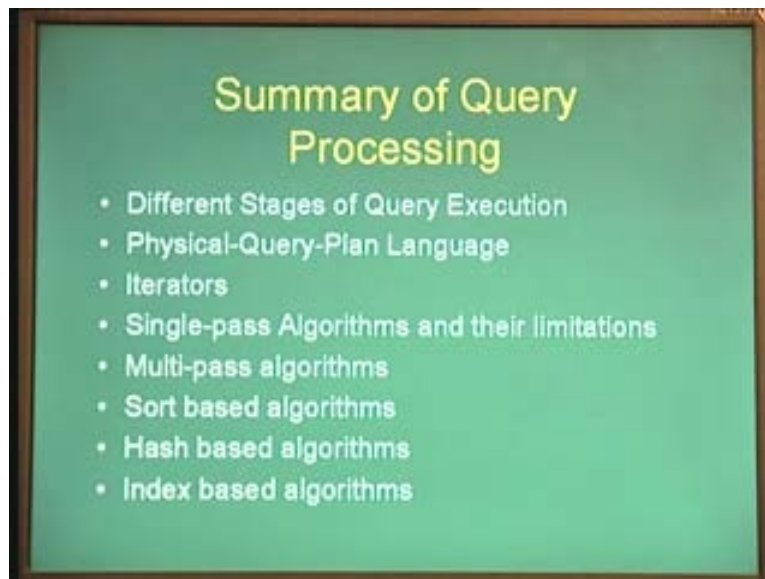 Summary of Query
Processing
• Different Stages of Query Execution
• Physical-Query-Plan Language
• Iterators
• Single-pass Algorithms and their limitations
• Multi-pass algorithms
• Sort based algorithms
• Hash based algorithms
• Index based algorithms